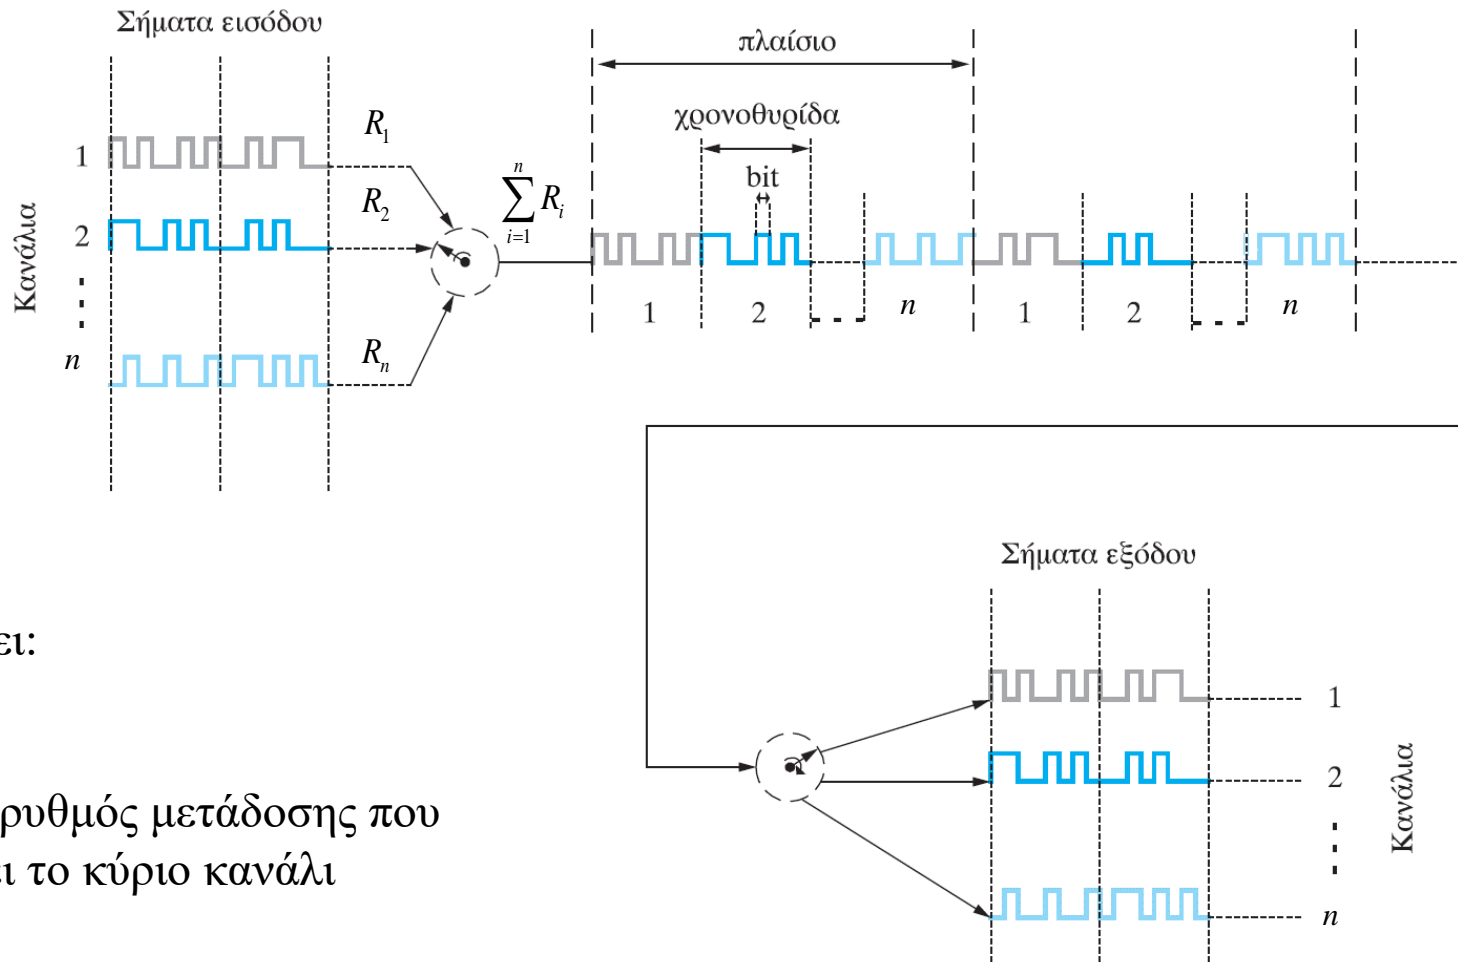 Σήματα εισόδου
Κανάλια
1
2
n
R₁
R₂
Rₙ
n
∑ Rᵢ
i=1
πλαίσιο
χρονοθυρίδα
bit
1 2 n 1 2 n
ει:
ρυθμός μετάδοσης που
ι το κύριο κανάλι
Σήματα εξόδου
1
2
n
Κανάλια